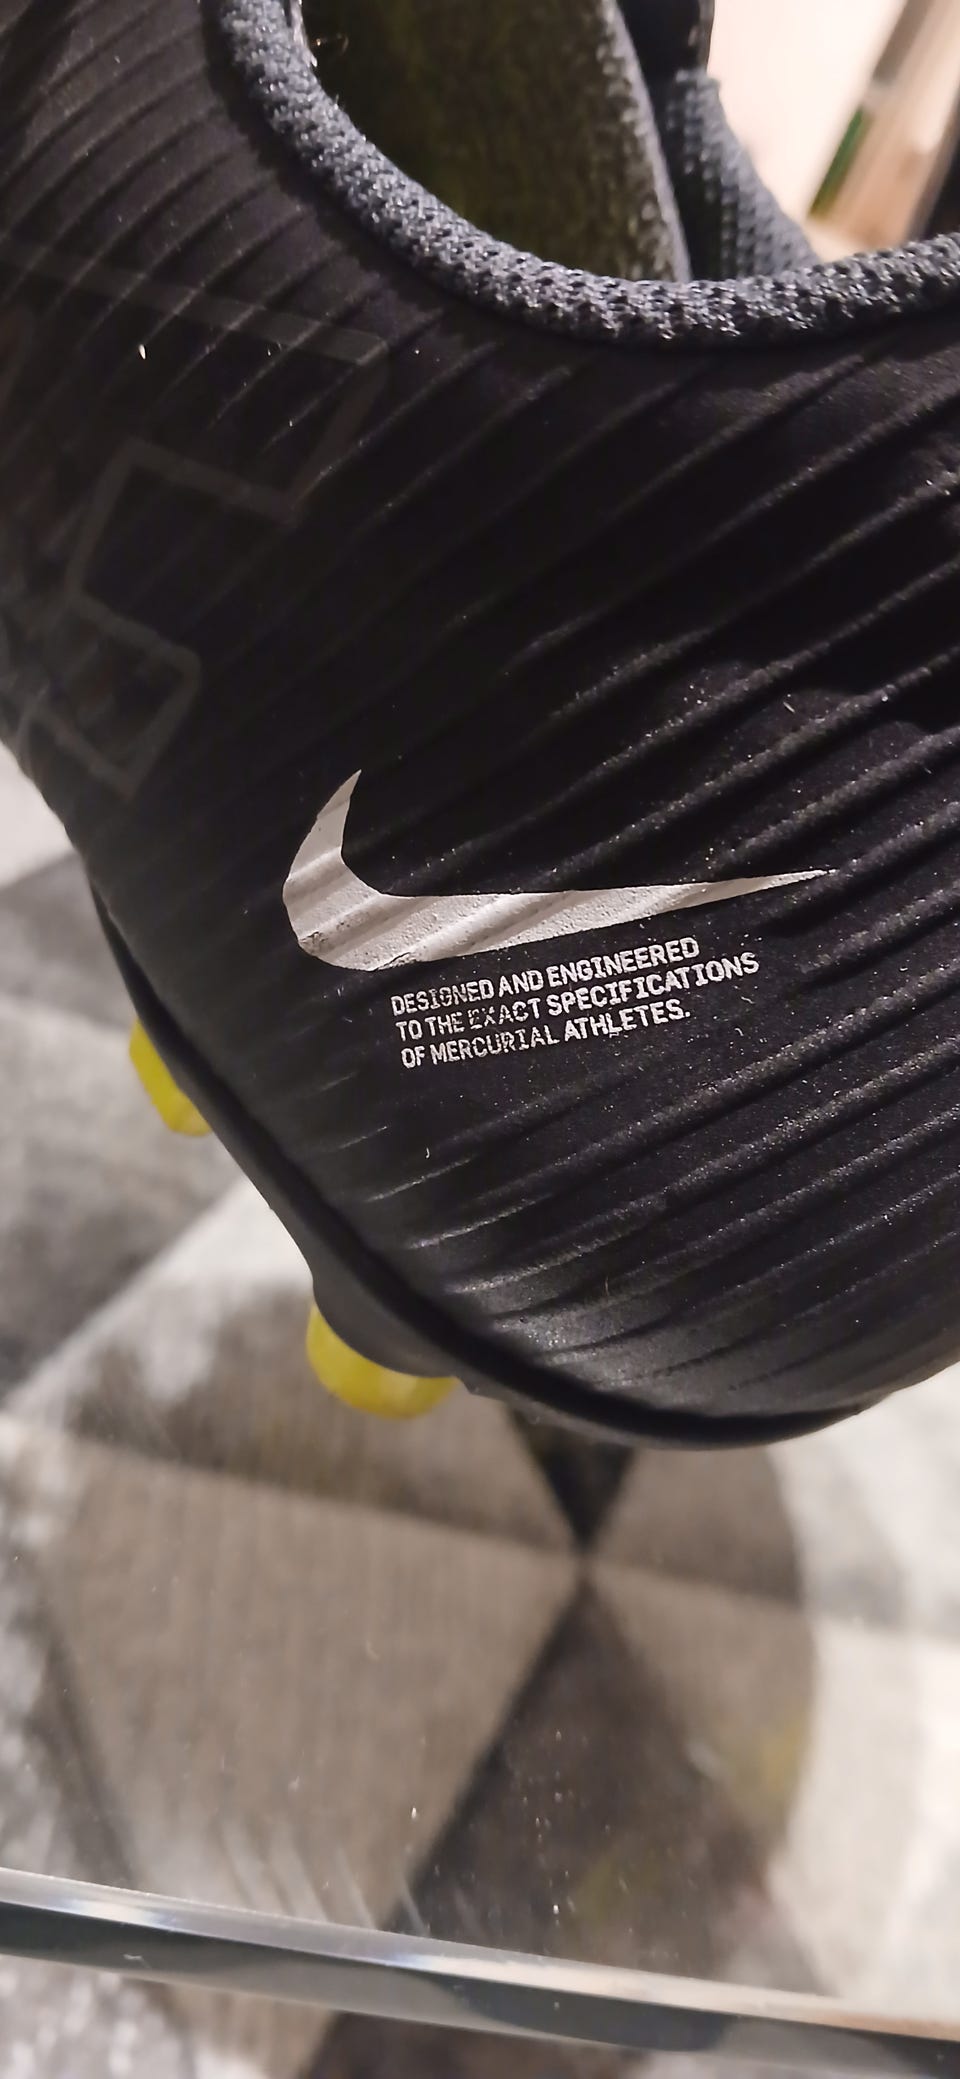 DESIGNED AND ENGINEERED
TO THE EXACT SPECIFICATIONS
OF MERCURIAL ATHLETES.